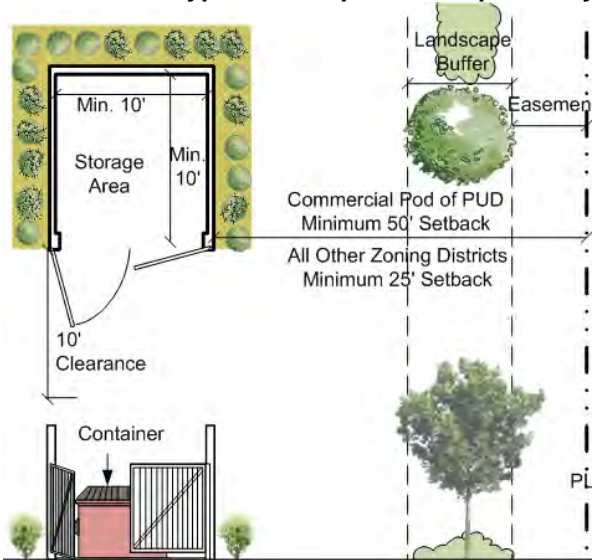 Landscape
Buffer
Easemen
Min. 10'
Storage
Area
Min.
10'
Commercial Pod of PUD
Minimum 50' Setback
All Other Zoning Districts
Minimum 25' Setback
10'
Clearance
Container
PL